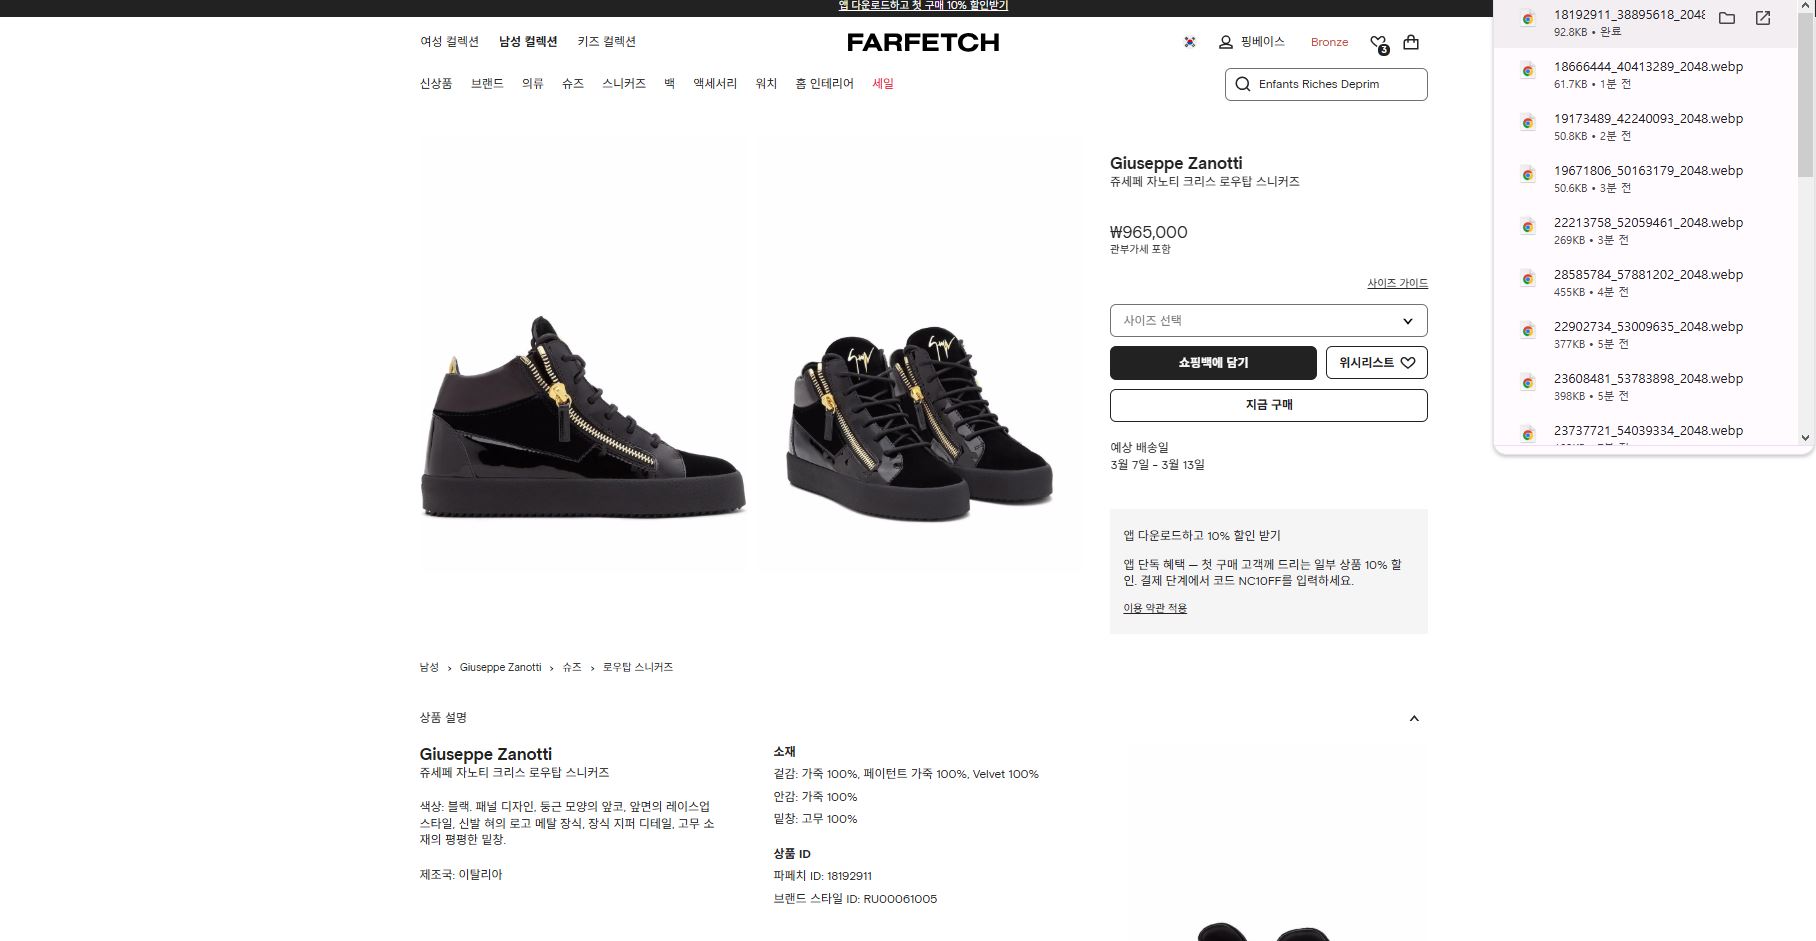 앱 다운로드하고 첫 구매 10% 할인받기
여성 컬렉션 남성 컬렉션 키즈 컬렉션
FARFETCH
핑베이스 Bronze 3
신상품 브랜드 의류 슈즈 스니커즈 백 액세서리 워치 홈 인테리어 세일
Enfants Riches Deprim
Giuseppe Zanotti
쥬세페 자노티 크리스 로우탑 스니커즈
₩965,000
관부가세 포함
사이즈 가이드
사이즈 선택
쇼핑백에 담기
위시리스트
지금 구매
예상 배송일
3월 7일 - 3월 13일
앱 다운로드하고 10% 할인 받기
앱 단독 혜택 — 첫 구매 고객께 드리는 일부 상품 10% 할
인. 결제 단계에서 코드 NC10FF를 입력하세요.
이용 약관 적용
남성 › Giuseppe Zanotti › 슈즈 › 로우탑 스니커즈
상품 설명
Giuseppe Zanotti
쥬세페 자노티 크리스 로우탑 스니커즈
색상: 블랙. 패널 디자인, 둥근 모양의 앞코, 앞면의 레이스업
스타일, 신발 혀의 로고 메탈 장식, 장식 지퍼 디테일, 고무 소
재의 평평한 밑창.
제조국: 이탈리아
소재
겉감: 가죽 100%, 페이턴트 가죽 100%, Velvet 100%
안감: 가죽 100%
밑창: 고무 100%
상품 ID
파페치 ID: 18192911
브랜드 스타일 ID: RU00061005
18192911_38895618_2048
92.8KB • 완료
18666444_40413289_2048.webp
61.7KB • 1분 전
19173489_42240093_2048.webp
50.8KB • 2분 전
19671806_50163179_2048.webp
50.6KB • 3분 전
22213758_52059461_2048.webp
269KB • 3분 전
28585784_57881202_2048.webp
455KB • 4분 전
22902734_53009635_2048.webp
377KB • 5분 전
23608481_53783898_2048.webp
398KB • 5분 전
23737721_54039334_2048.webp